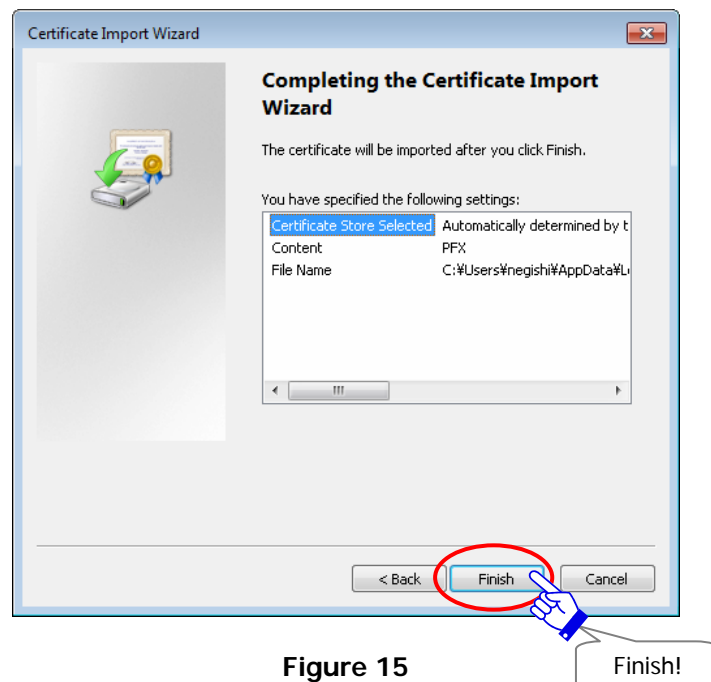 Certificate Import Wizard
Completing the Certificate Import
Wizard
The certificate will be imported after you click Finish.
You have specified the following settings:
Certificate Store Selected Automatically determined by t
Content PFX
File Name C:¥Users¥negishi¥AppData¥L
< Back Finish Cancel
Figure 15 Finish!